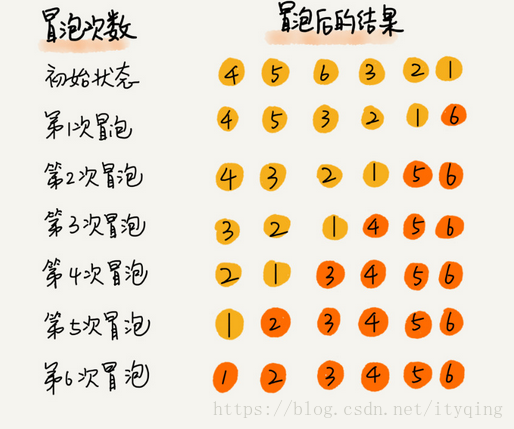 冒泡次数 冒泡后的结果
初始状态 4 5 6 3 2 1
第1次冒泡 4 5 3 2 1 6
第2次冒泡 4 3 2 1 5 6
第3次冒泡 3 2 1 4 5 6
第4次冒泡 2 1 3 4 5 6
第5次冒泡 1 2 3 4 5 6
第6次冒泡 1 2 3 4 5 6
https://blog.csdn.net/ityqing